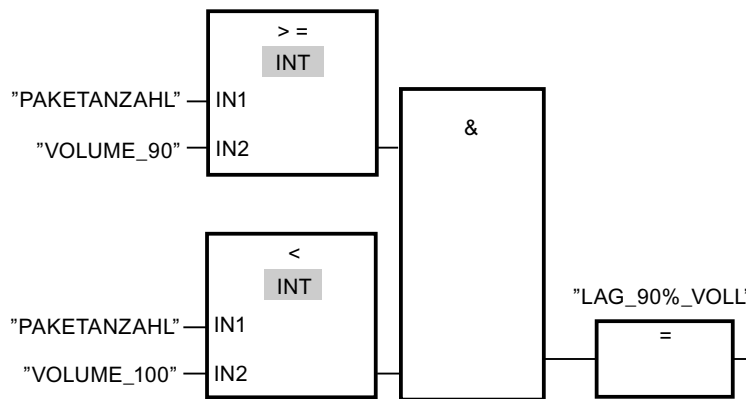 > =
INT
”PAKETANZAHL” IN1
”VOLUME_90” IN2
&
<
INT
”LAG_90%_VOLL”
=
”PAKETANZAHL” IN1
”VOLUME_100” IN2